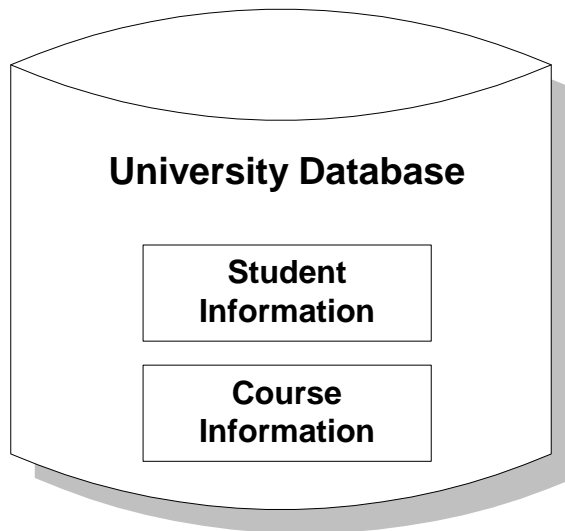 University Database
Student
Information
Course
Information